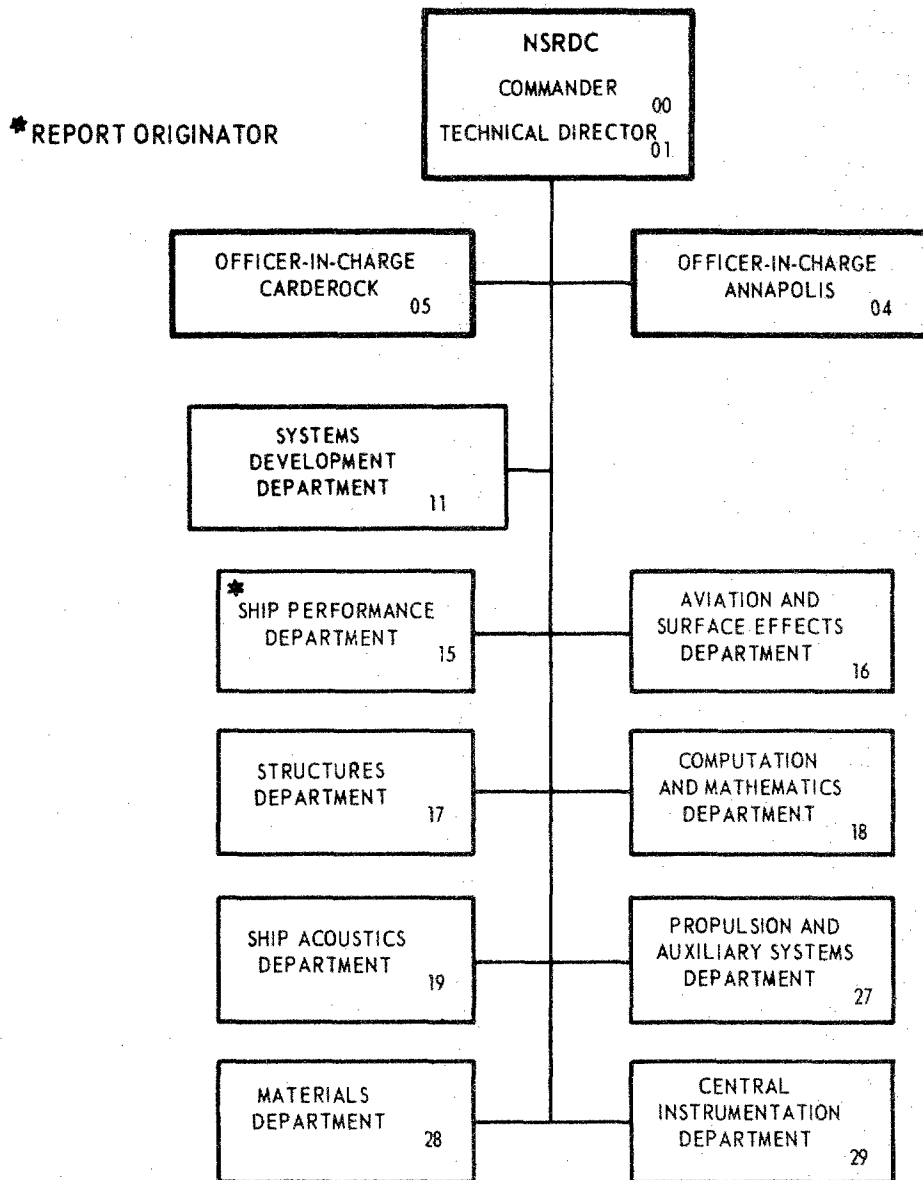 NSRDC
COMMANDER
00
TECHNICAL DIRECTOR
01
*REPORT ORIGINATOR
OFFICER-IN-CHARGE
CARDEROCK
05
OFFICER-IN-CHARGE
ANNAPOLIS
04
SYSTEMS
DEVELOPMENT
DEPARTMENT
11
*
SHIP PERFORMANCE
DEPARTMENT
15
AVIATION AND
SURFACE EFFECTS
DEPARTMENT
16
STRUCTURES
DEPARTMENT
17
COMPUTATION
AND MATHEMATICS
DEPARTMENT
18
SHIP ACOUSTICS
DEPARTMENT
19
PROPULSION AND
AUXILIARY SYSTEMS
DEPARTMENT
27
MATERIALS
DEPARTMENT
28
CENTRAL
INSTRUMENTATION
DEPARTMENT
29